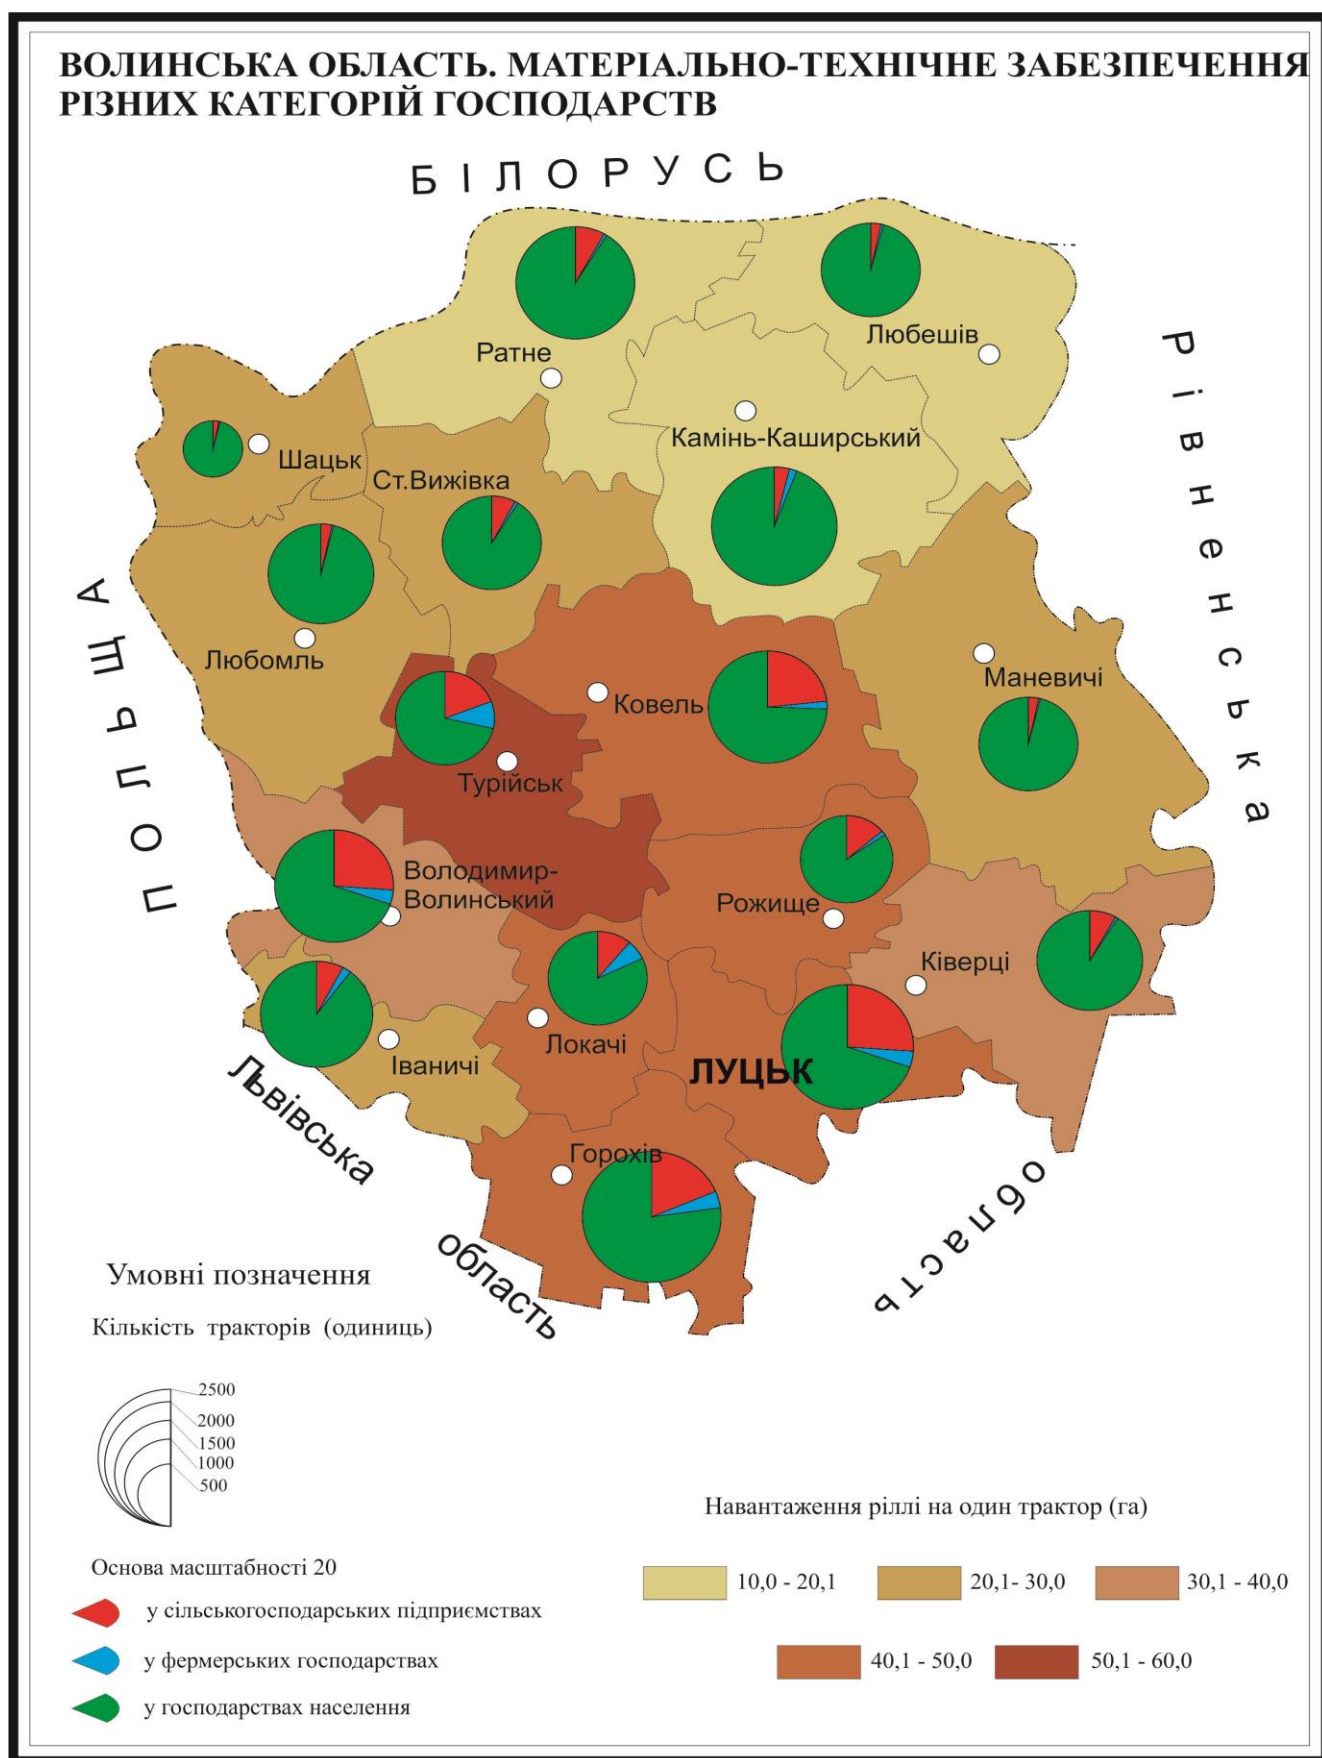 ВОЛИНСЬКА ОБЛАСТЬ. МАТЕРІАЛЬНО-ТЕХНІЧНЕ ЗАБЕЗПЕЧЕННЯ
РІЗНИХ КАТЕГОРІЙ ГОСПОДАРСТВ
БІЛОРУСЬ
Любешів
Ратне
Камінь-Каширський
Шацьк
Ст.Вижівка
Рівненська
ПОЛЬЩА
Любомль
Маневичі
Ковель
Турійськ
Володимир-
Волинський
Рожище
Ківерці
Локачі
Іваничі
ЛУЦЬК
Львівська
Горохів
область
область
Умовні позначення
Кількість тракторів (одиниць)
2500
2000
1500
1000
500
Основа масштабності 20
у сільськогосподарських підприємствах
у фермерських господарствах
у господарствах населення
Навантаження ріллі на один трактор (га)
10,0 - 20,1
20,1- 30,0
30,1 - 40,0
40,1 - 50,0
50,1 - 60,0